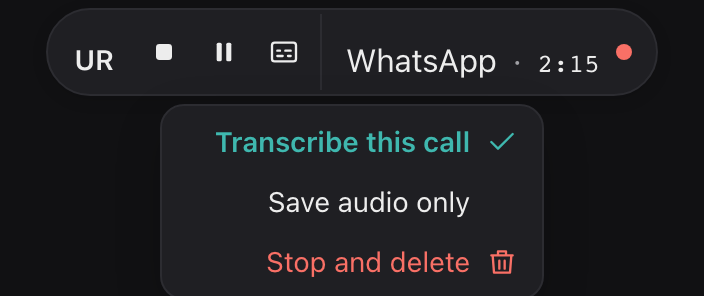 UR WhatsApp · 2:15
Transcribe this call
Save audio only
Stop and delete